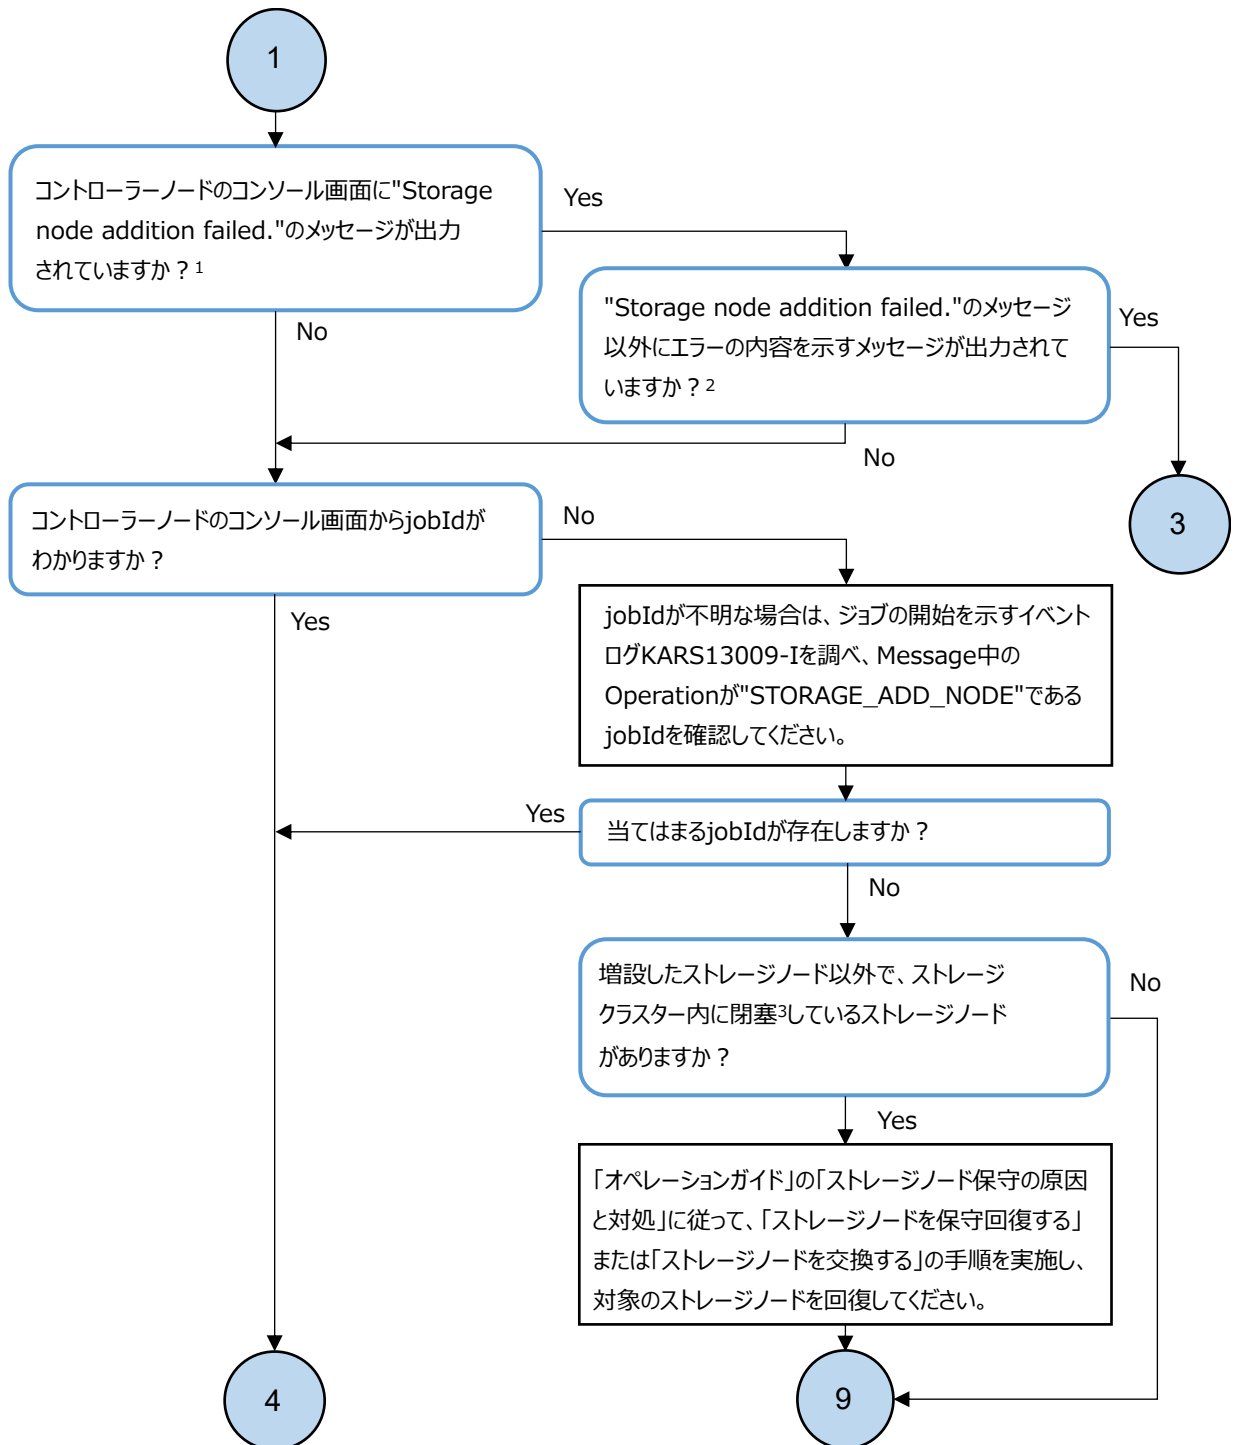 1
コントローラーノードのコンソール画面に"Storage
node addition failed."のメッセージが出力
されていますか？1
Yes
No
"Storage node addition failed."のメッセージ
以外にエラーの内容を示すメッセージが出力されて
いますか？2
Yes
No
3
コントローラーノードのコンソール画面からjobIdが
わかりますか？
No
Yes
jobIdが不明な場合は、ジョブの開始を示すイベント
ログKARS13009-Iを調べ、Message中の
Operationが"STORAGE_ADD_NODE"である
jobIdを確認してください。
Yes
当てはまるjobIdが存在しますか？
No
増設したストレージノード以外で、ストレージ
クラスター内に閉塞3しているストレージノード
がありますか？
No
Yes
「オペレーションガイド」の「ストレージノード保守の原因
と対処」に従って、「ストレージノードを保守回復する」
または「ストレージノードを交換する」の手順を実施し、
対象のストレージノードを回復してください。
4
9